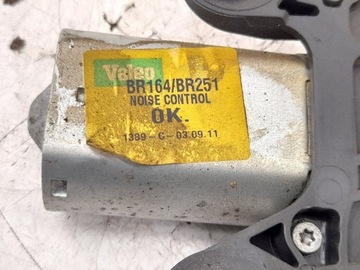 Valeo
BR164/BR251
NOISE CONTROL
OK.
1389-C-03.09.11